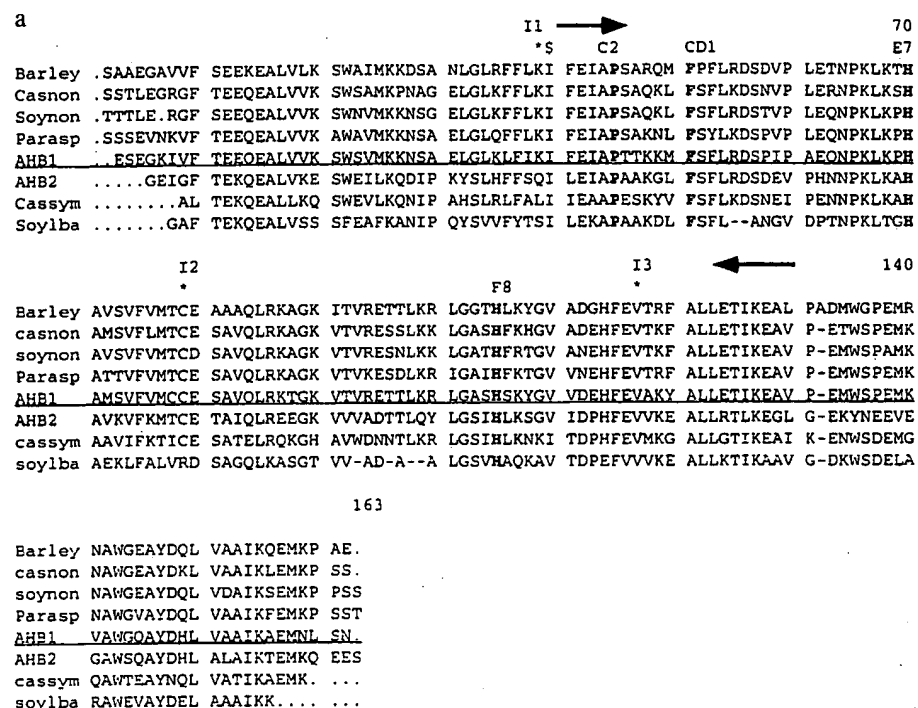 a
I1 70
*S C2 CD1 E7
Barley .SAAEGAVVF SEEKEALVLK SWAIMKKDSA NLGLRFFLKI FEIAPSARQM FPFLRDSDVP LETNPKLKTH
Casnon .SSTLEGRGF TEEQEALVVK SWSAMKPNAG ELGLKFFLKI FEIAPSAQKL FSFLKDSNVP LERNPKLKSH
Soynon .TTTLE.RGF SEEQEALVVK SWNVMKKNSG ELGLKFFLKI FEIAPSAQKL FSFLRDSTVP LEQNPKLKPH
Parasp .SSSEVNKVF TEEQEALVVK AWAVMKKNSA ELGLQFFLKI FEIAPSAKNL FSYLKDSPVP LEQNPKLKPH
AHB1 ..ESEGKIVF TEEQEALVVK SWSVMKKNSA ELGLKLFIKI FEIAPTTKKM FSFLRDSPIP AEQNPKLKPH
AHB2 .....GEIGF TEKQEALVKE SWEILKQDIP KYSLHFFSQI LEIAPAAKGL FSFLRDSDEV PHNNPKLKAH
Cassym ........AL TEKQEALLKQ SWEVLKQNIP AHSLRLFALI IEAAPESKYV FSFLKDSNEI PENNPKLKAH
Soylba .......GAF TEKQEALVSS SFEAFKANIP QYSVVFYTSI LEKAPAAKDL FSFL--ANGV DPTNPKLTGH
I2 I3 140
* F8 *
Barley AVSVFVMTCE AAAQLRKAGK ITVRETTLKR LGGTHLKYGV ADGHFEVTRF ALLETIKEAL PADMWGPEMR
casnon AMSVFLMTCE SAVQLRKAGK VTVRESSLKK LGASHFKHGV ADEHFEVTKF ALLETIKEAV P-ETWSPEMK
soynon AVSVFVMTCD SAVQLRKAGK VTVRESNLKK LGATHFRTGV ANEHFEVTKF ALLETIKEAV P-EMWSPAMK
Parasp ATTVFVMTCE SAVQLRKAGK VTVKESDLKR IGAIHFKTGV VNEHFEVTRF ALLETIKEAV P-EMWSPEMK
AHB1 AMSVFVMCCE SAVQLRKTGK VTVRETTLKR LGASHSKYGV VDEHFEVAKY ALLETIKEAV P-EMWSPEMK
AHB2 AVKVFKMTCE TAIQLREEGK VVVADTTLQY LGSIHLKSGV IDPHFEVVKE ALLRTLKEGL G-EKYNEEVE
cassym AAVIFKTICE SATELRQKGH AVWDNNTLKR LGSIHLKNKI TDPHFEVMKG ALLGTIKEAI K-ENWSDEMG
soylba AEKLFALVRD SAGQLKASGT VV-AD-A--A LGSVHAQKAV TDPEFVVVKE ALLKTIKAAV G-DKWSDELA
163
Barley NAWGEAYDQL VAAIKQEMKP AE.
casnon NAWGEAYDKL VAAIKLEMKP SS.
soynon NAWGEAYDQL VDAIKSEMKP PSS
Parasp NAWGVAYDQL VAAIKFEMKP SST
AHB1 VAWGQAYDHL VAAIKAEMNL SN.
AHB2 GAWSQAYDHL ALAIKTEMKQ EES
cassym QAWTEAYNQL VATIKAEMK. ...
soylba RAWEVAYDEL AAAIKK.... ...